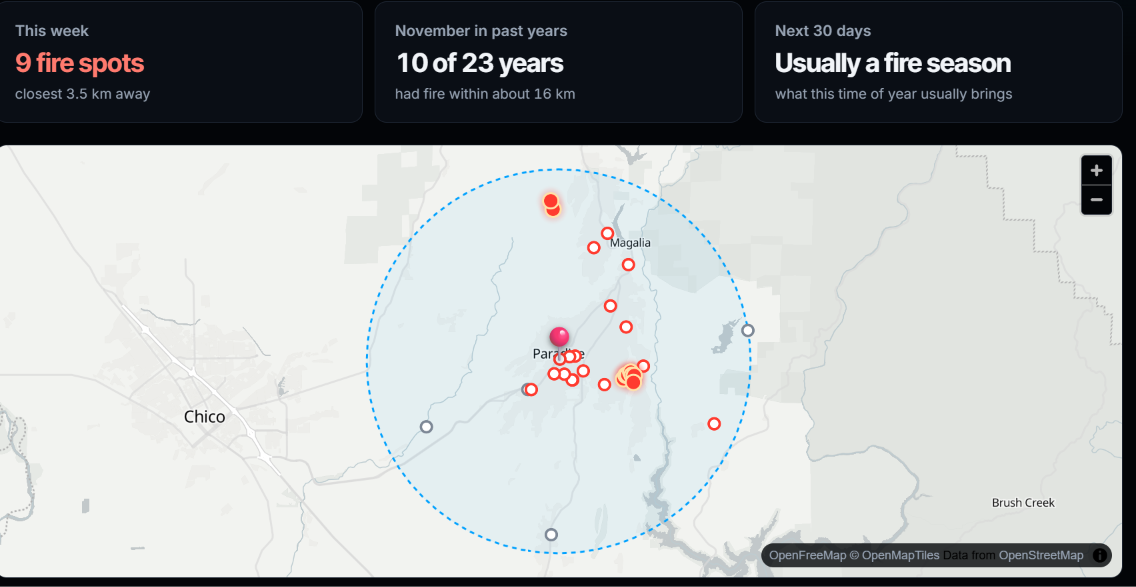 This week
9 fire spots
closest 3.5 km away
November in past years
10 of 23 years
had fire within about 16 km
Next 30 days
Usually a fire season
what this time of year usually brings
+
−
Magalia
Paradise
Chico
Brush Creek
OpenFreeMap © OpenMapTiles Data from OpenStreetMap